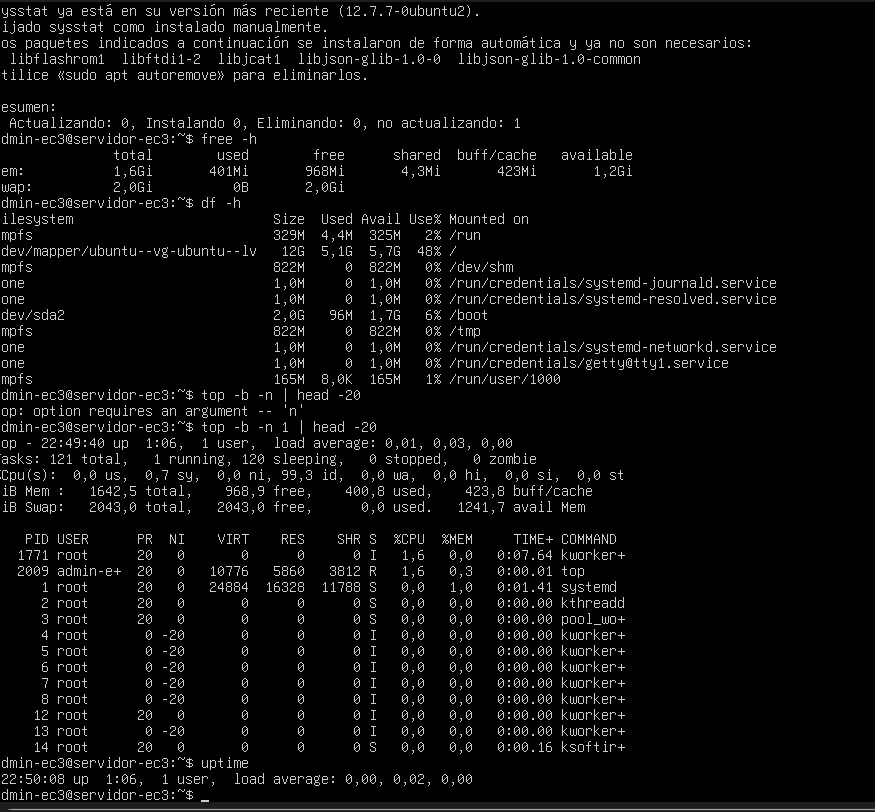 ysstat ya está en su versión más reciente (12.7.7-0ubuntu2).
ijado sysstat como instalado manualmente.
os paquetes indicados a continuación se instalaron de forma automática y ya no son necesarios:
 libflashrom1  libftdi1-2  libjcat1  libjson-glib-1.0-0  libjson-glib-1.0-common
tilice «sudo apt autoremove» para eliminarlos.
esumen:
 Actualizando: 0, Instalando 0, Eliminando: 0, no actualizando: 1
dmin-ec3@servidor-ec3:~$ free -h
              total        used        free      shared  buff/cache   available
em:           1,6Gi       401Mi       968Mi       4,3Mi       423Mi       1,2Gi
wap:          2,0Gi          0B       2,0Gi
dmin-ec3@servidor-ec3:~$ df -h
ilesystem                         Size  Used Avail Use% Mounted on
mpfs                              329M  4,4M  325M   2% /run
dev/mapper/ubuntu--vg-ubuntu--lv   12G  5,1G  5,7G  48% /
mpfs                              822M     0  822M   0% /dev/shm
one                               1,0M     0  1,0M   0% /run/credentials/systemd-journald.service
one                               1,0M     0  1,0M   0% /run/credentials/systemd-resolved.service
dev/sda2                          2,0G   96M  1,7G   6% /boot
mpfs                              822M     0  822M   0% /tmp
one                               1,0M     0  1,0M   0% /run/credentials/systemd-networkd.service
one                               1,0M     0  1,0M   0% /run/credentials/getty@tty1.service
mpfs                              165M  8,0K  165M   1% /run/user/1000
dmin-ec3@servidor-ec3:~$ top -b -n | head -20
op: option requires an argument -- 'n'
dmin-ec3@servidor-ec3:~$ top -b -n 1 | head -20
op - 22:49:40 up  1:06,  1 user,  load average: 0,01, 0,03, 0,00
asks: 121 total,   1 running, 120 sleeping,   0 stopped,   0 zombie
Cpu(s):  0,0 us,  0,7 sy,  0,0 ni, 99,3 id,  0,0 wa,  0,0 hi,  0,0 si,  0,0 st
iB Mem :   1642,5 total,    968,9 free,    400,8 used,    423,8 buff/cache
iB Swap:   2043,0 total,   2043,0 free,      0,0 used.   1241,7 avail Mem
   PID USER      PR  NI    VIRT    RES    SHR S  %CPU  %MEM     TIME+ COMMAND
  1771 root      20   0       0      0      0 I   1,6   0,0   0:07.64 kworker+
  2009 admin-e+  20   0   10776   5860   3812 R   1,6   0,3   0:00.01 top
     1 root      20   0   24884  16328  11788 S   0,0   1,0   0:01.41 systemd
     2 root      20   0       0      0      0 S   0,0   0,0   0:00.00 kthreadd
     3 root      20   0       0      0      0 S   0,0   0,0   0:00.00 pool_wo+
     4 root       0 -20       0      0      0 I   0,0   0,0   0:00.00 kworker+
     5 root       0 -20       0      0      0 I   0,0   0,0   0:00.00 kworker+
     6 root       0 -20       0      0      0 I   0,0   0,0   0:00.00 kworker+
     7 root       0 -20       0      0      0 I   0,0   0,0   0:00.00 kworker+
     8 root       0 -20       0      0      0 I   0,0   0,0   0:00.00 kworker+
    12 root      20   0       0      0      0 I   0,0   0,0   0:00.00 kworker+
    13 root       0 -20       0      0      0 I   0,0   0,0   0:00.00 kworker+
    14 root      20   0       0      0      0 S   0,0   0,0   0:00.16 ksoftir+
dmin-ec3@servidor-ec3:~$ uptime
22:50:08 up  1:06,  1 user,  load average: 0,00, 0,02, 0,00
dmin-ec3@servidor-ec3:~$ _